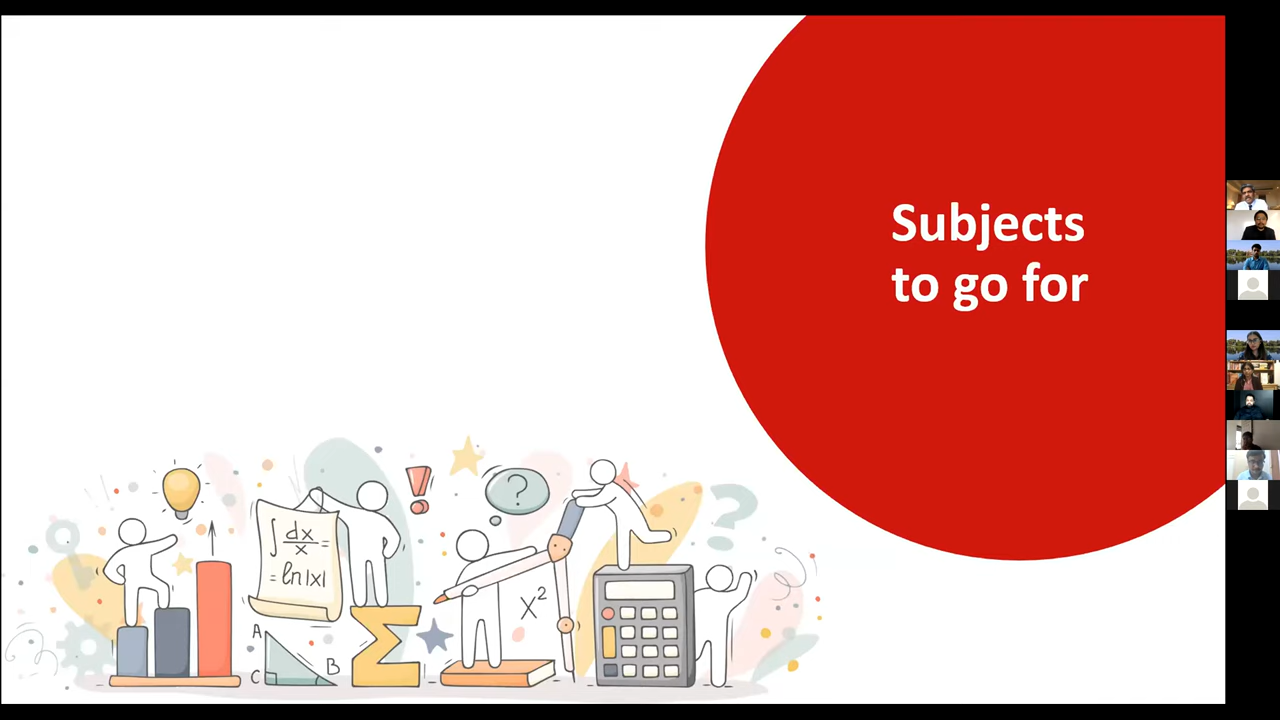 Subjects
to go for
!
?
?
∫ dx/x =
= ln|x|
X²
A
C
B
Σ